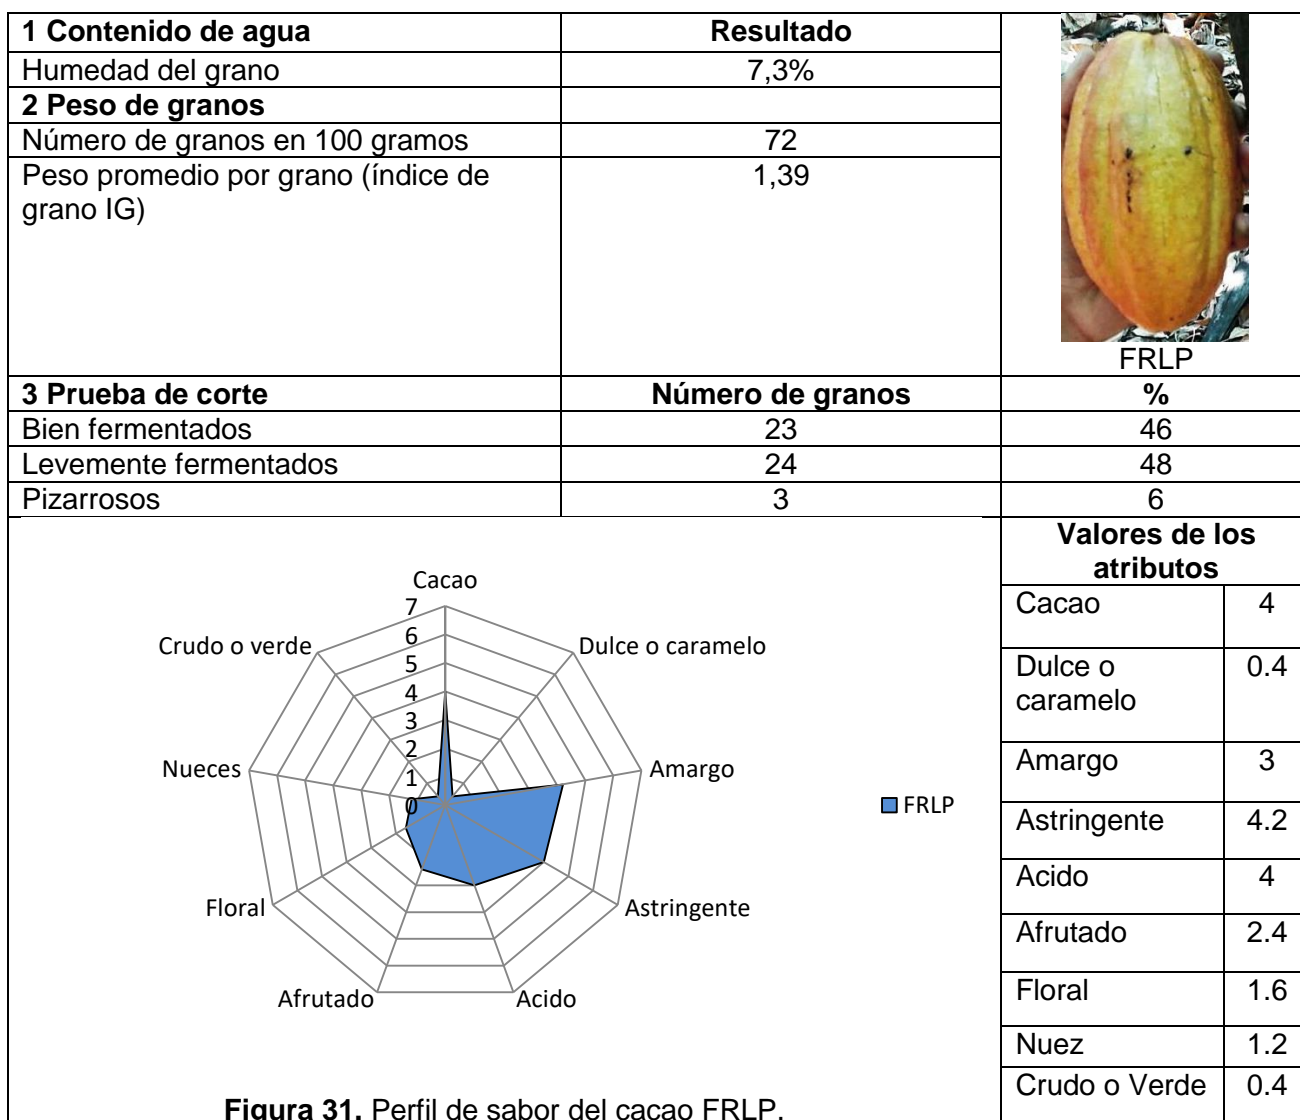 1 Contenido de agua Resultado
Humedad del grano 7,3%
2 Peso de granos
Número de granos en 100 gramos 72
Peso promedio por grano (índice de 1,39
grano IG)
FRLP
3 Prueba de corte Número de granos %
Bien fermentados 23 46
Levemente fermentados 24 48
Pizarrosos 3 6
Cacao
7
6
5
4
3
2
1
0
Dulce o caramelo
Amargo
Astringente
Acido
Afrutado
Floral
Nueces
Crudo o verde
FRLP
Figura 31. Perfil de sabor del cacao FRLP.
Valores de los
atributos
Cacao 4
Dulce o 0.4
caramelo
Amargo 3
Astringente 4.2
Acido 4
Afrutado 2.4
Floral 1.6
Nuez 1.2
Crudo o Verde 0.4